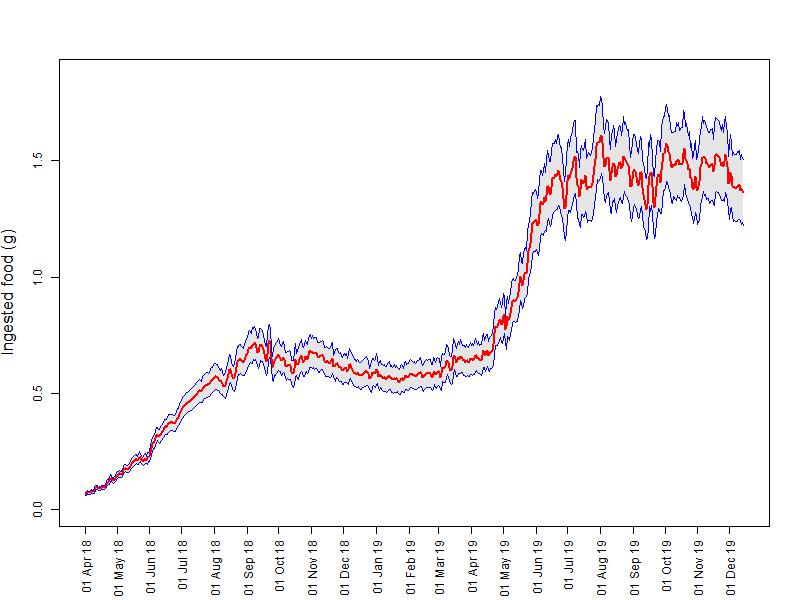 Ingested food (g)
1.5
1.0
0.5
0.0
01 Apr 18
01 May 18
01 Jun 18
01 Jul 18
01 Aug 18
01 Sep 18
01 Oct 18
01 Nov 18
01 Dec 18
01 Jan 19
01 Feb 19
01 Mar 19
01 Apr 19
01 May 19
01 Jun 19
01 Jul 19
01 Aug 19
01 Sep 19
01 Oct 19
01 Nov 19
01 Dec 19